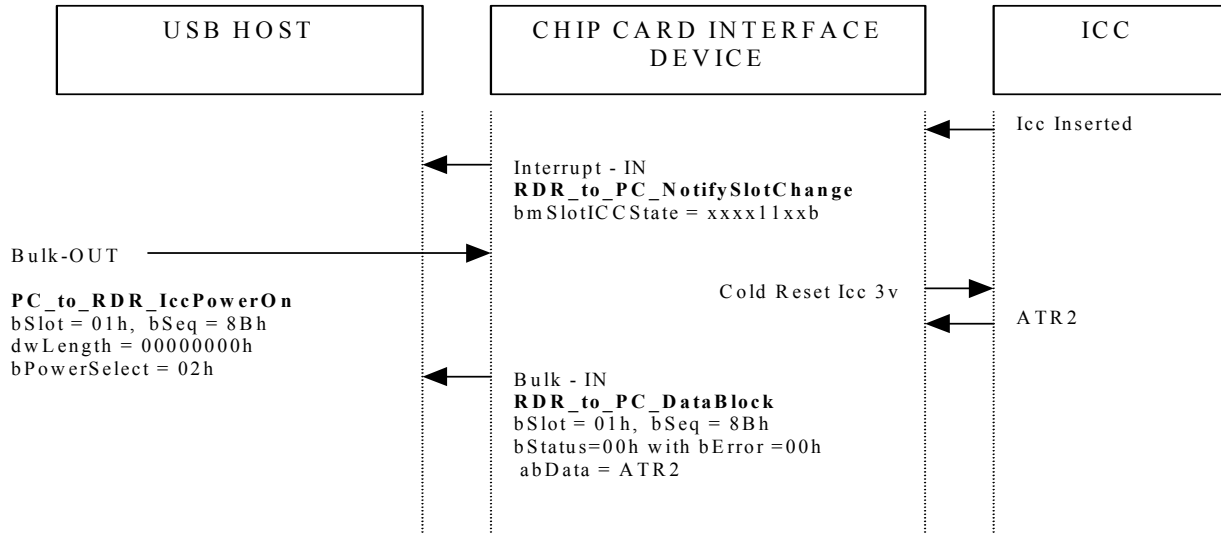 USB HOST
CHIP CARD INTERFACE
DEVICE
ICC
Icc Inserted
Interrupt - IN
RDR_to_PC_NotifySlotChange
bmSlotICCState = xxxx11xxb
Bulk-OUT
PC_to_RDR_IccPowerOn
bSlot = 01h, bSeq = 8Bh
dwLength = 00000000h
bPowerSelect = 02h
Cold Reset Icc 3v
ATR2
Bulk - IN
RDR_to_PC_DataBlock
bSlot = 01h, bSeq = 8Bh
bStatus=00h with bError =00h
abData = ATR2